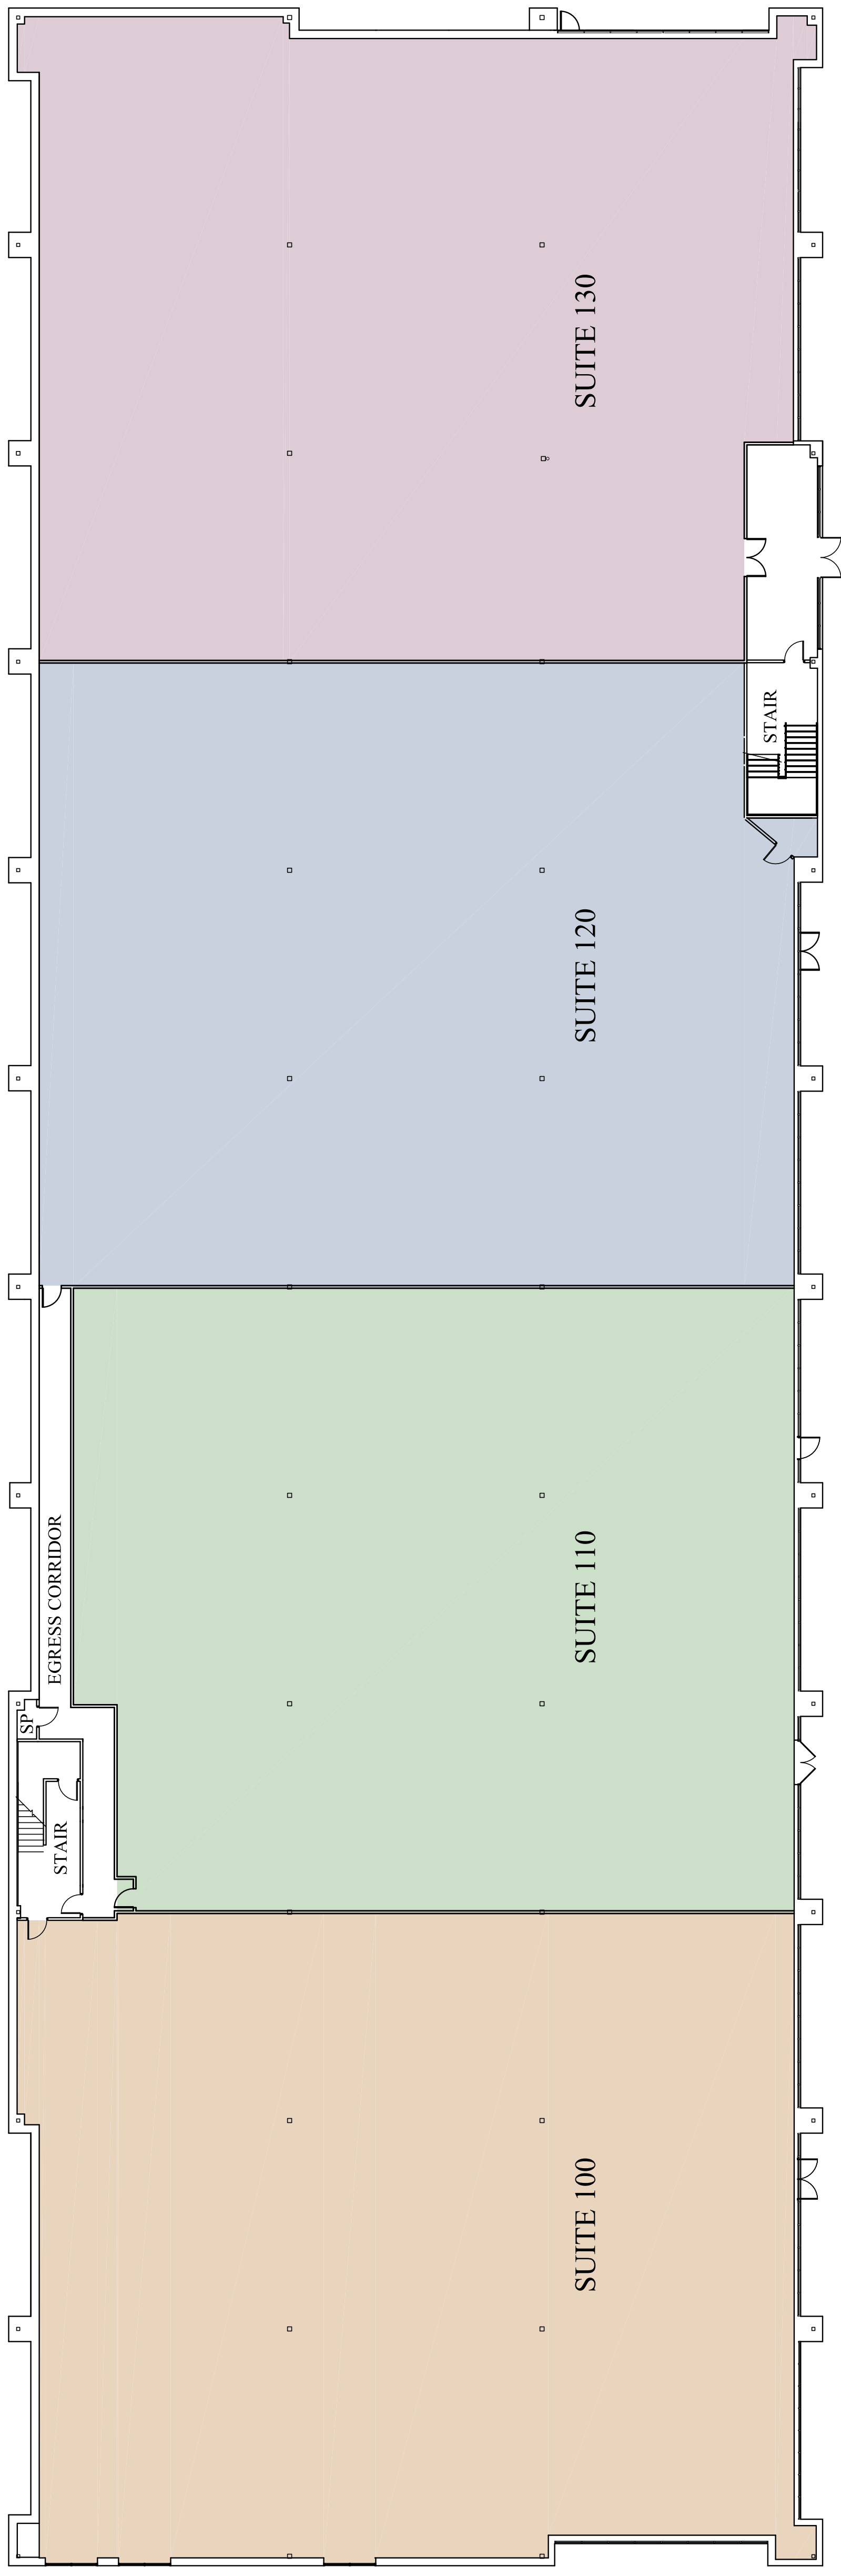 SUITE 130
STAIR
SUITE 120
EGRESS CORRIDOR
SUITE 110
SP
STAIR
SUITE 100